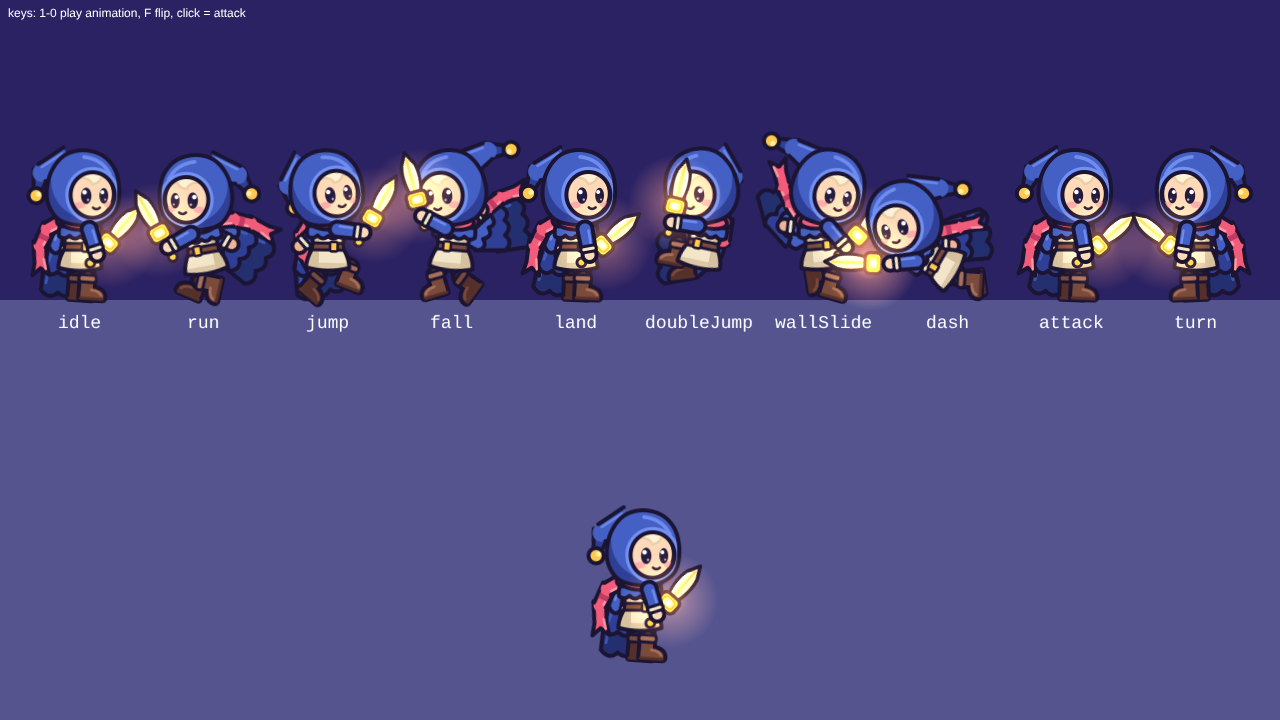 keys: 1-0 play animation, F flip, click = attack
idle run jump fall land doubleJump wallSlide dash attack turn